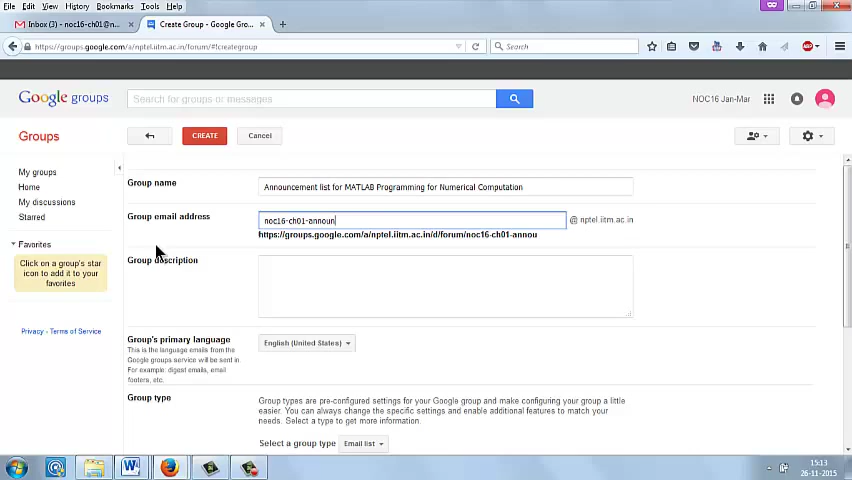 File Edit View History Bookmarks Tools Help
Inbox (3) - noc16-ch01@n... Create Group - Google Gro...
https://groups.google.com/a/nptel.iitm.ac.in/forum/#!creategroup
Search
Google groups
Search for groups or messages
NOC16 Jan-Mar
Groups
CREATE
Cancel
My groups
Home
My discussions
Starred
Favorites
Click on a group's star
icon to add it to your
favorites
Privacy - Terms of Service
Group name
Announcement list for MATLAB Programming for Numerical Computation
Group email address
noc16-ch01-announ
@ nptel.iitm.ac.in
https://groups.google.com/a/nptel.iitm.ac.in/d/forum/noc16-ch01-annou
Group description
Group's primary language
This is the language emails from the
Google groups service will be sent in.
For example: digest emails, email
footers, etc.
English (United States)
Group type
Group types are pre-configured settings for your Google group and make configuring your group a little
easier. You can always change the specific settings and enable additional features to match your
needs. Select a type to get more information.
Select a group type
Email list
15:13
26-11-2015